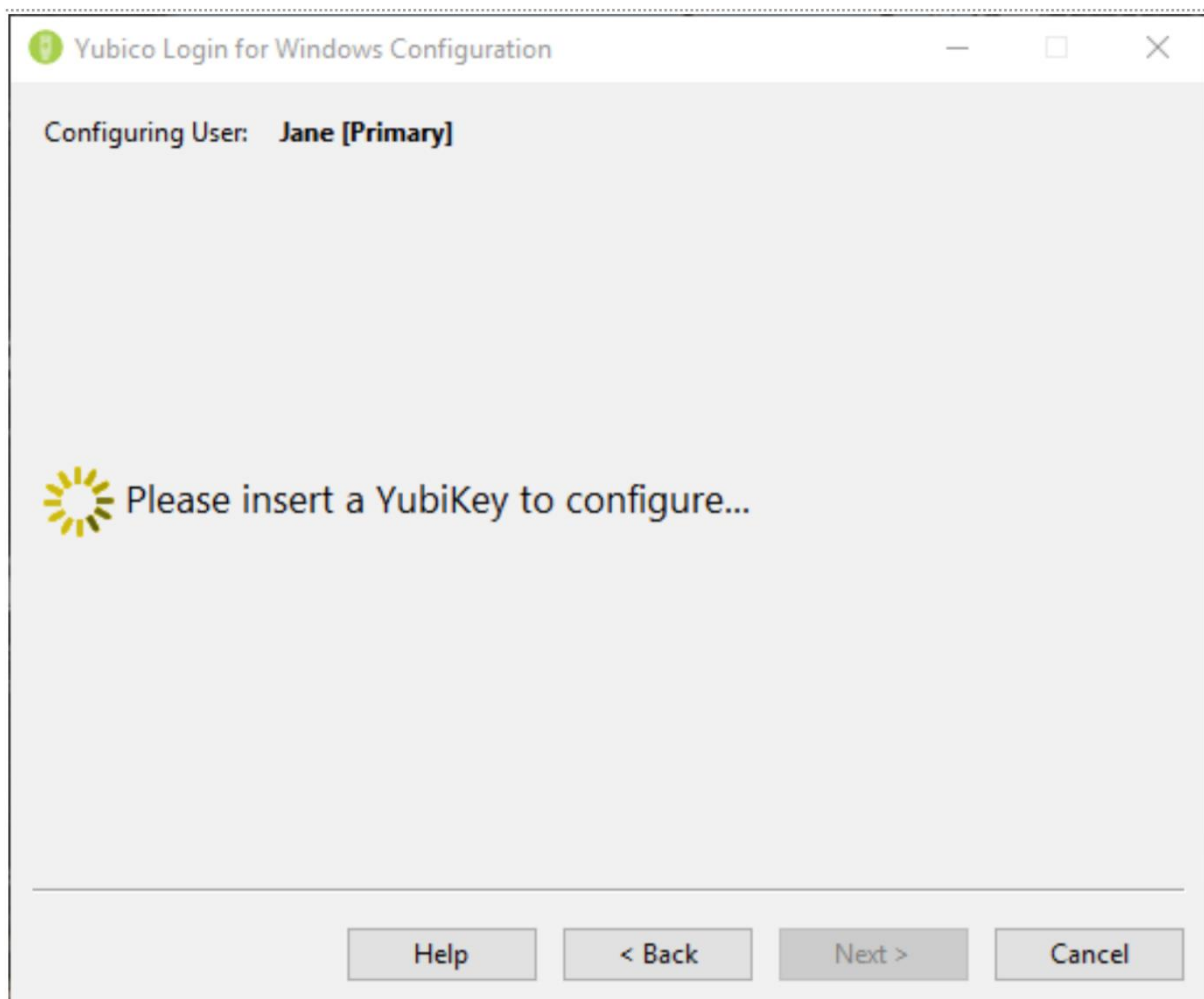 Yubico Login for Windows Configuration
Configuring User: Jane [Primary]
Please insert a YubiKey to configure...
Help < Back Next > Cancel